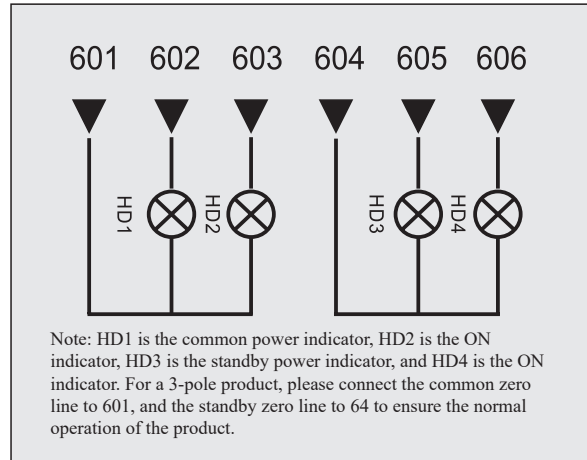 601 602 603 604 605 606
HD1 HD2 HD3 HD4
Note: HD1 is the common power indicator, HD2 is the ON
indicator, HD3 is the standby power indicator, and HD4 is the ON
indicator. For a 3-pole product, please connect the common zero
line to 601, and the standby zero line to 64 to ensure the normal
operation of the product.